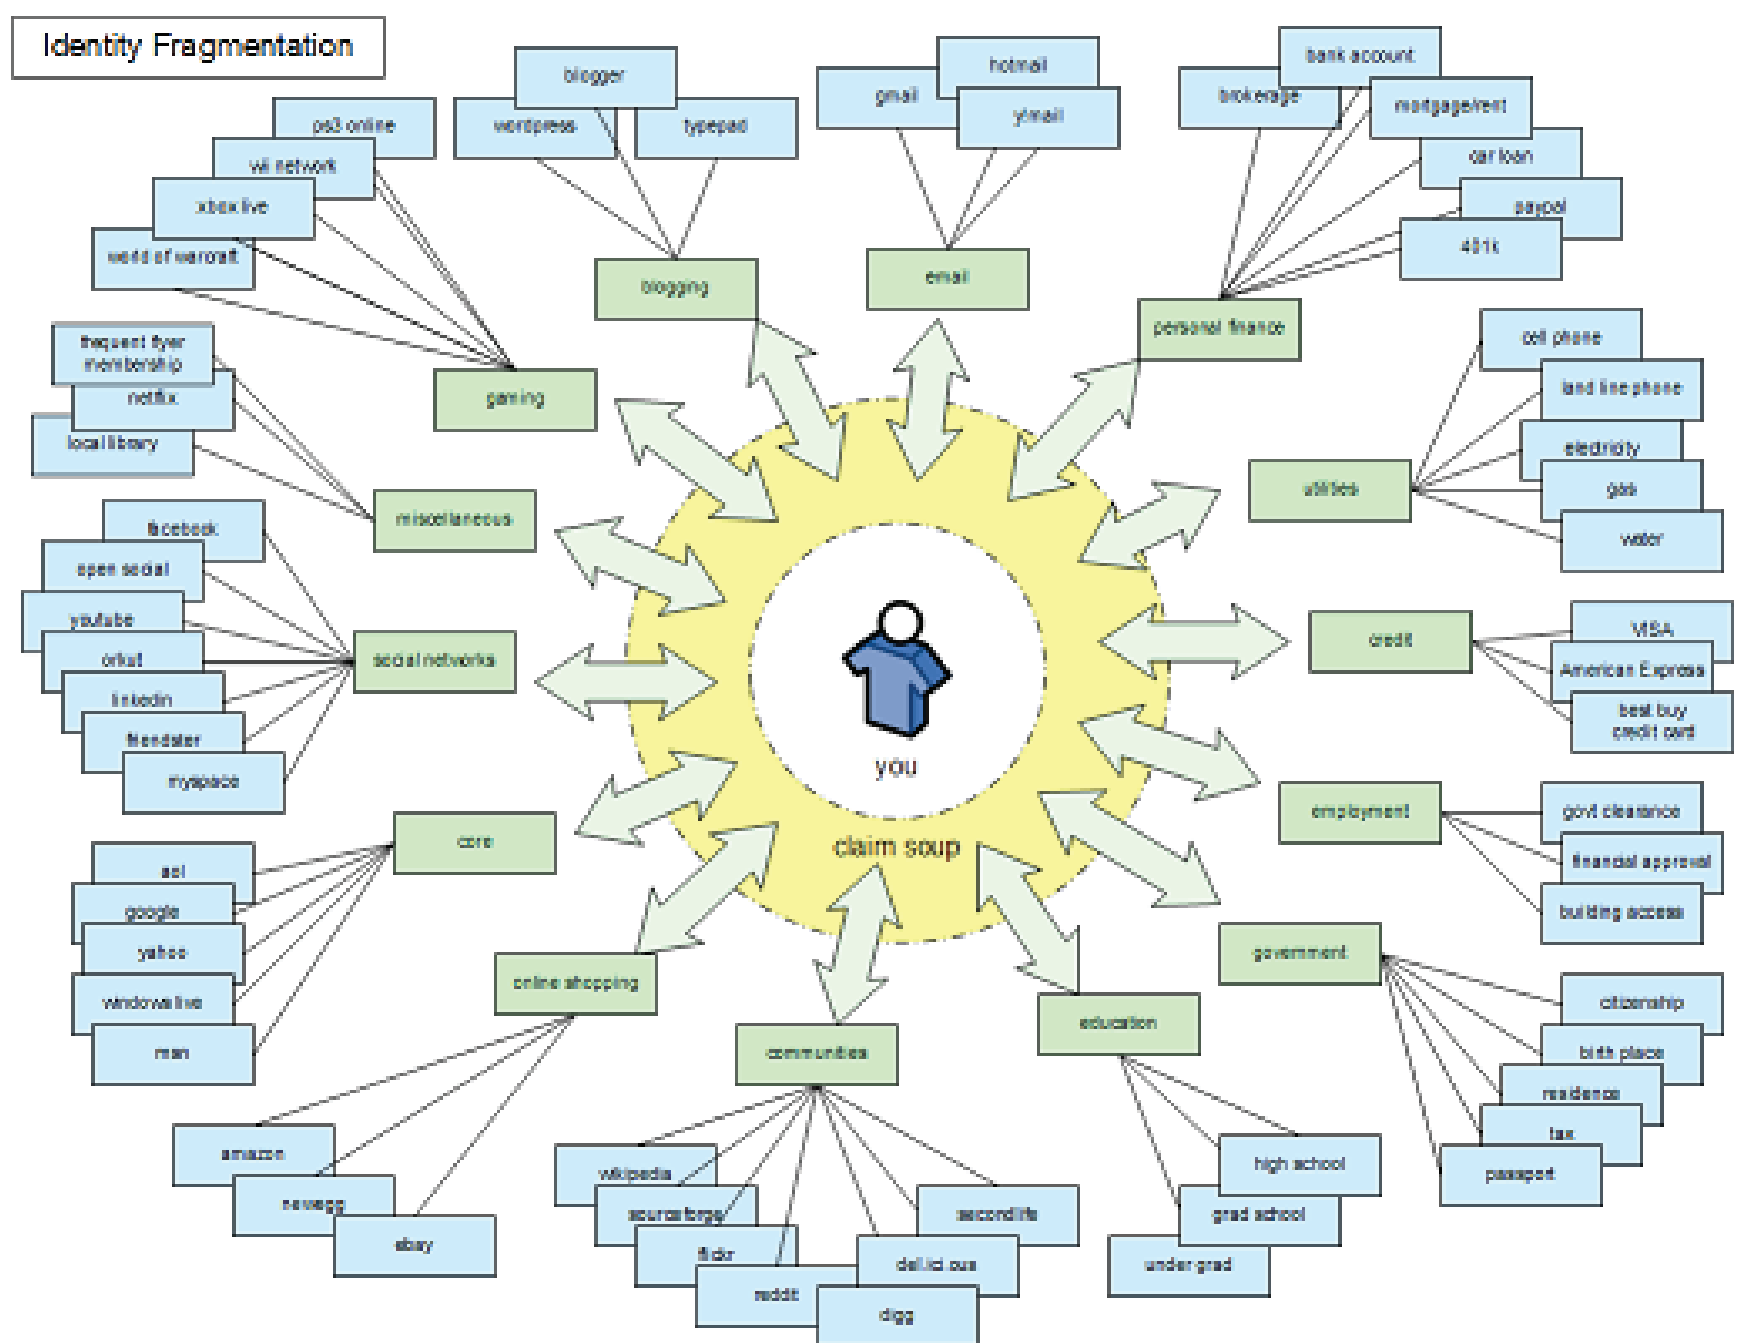 Identity Fragmentation
blogger
wordpress
typepad
hotmail
gmail
y!mail
bank account
brokerage
mortgage/rent
car loan
paypal
401k
ps3 online
wii network
xbox live
world of warcraft
blogging
email
personal finance
gaming
frequent flyer
membership
netflix
local library
miscellaneous
cell phone
land line phone
electricity
gas
water
utilities
facebook
open social
youtube
orkut
linkedin
friendster
myspace
social networks
you
claim soup
credit
VISA
American Express
best buy
credit card
core
aol
google
yahoo
windows live
msn
employment
govt clearance
financial approval
building access
online shopping
amazon
newegg
ebay
communities
wikipedia
sourceforge
flickr
reddit
secondlife
del.ici.ous
digg
education
high school
grad school
under grad
government
citizenship
birth place
residence
tax
passport